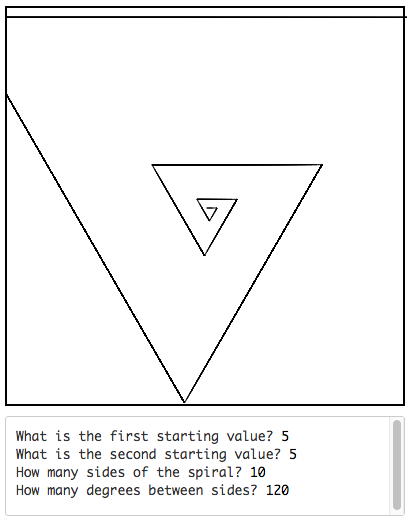 What is the first starting value? 5
What is the second starting value? 5
How many sides of the spiral? 10
How many degrees between sides? 120